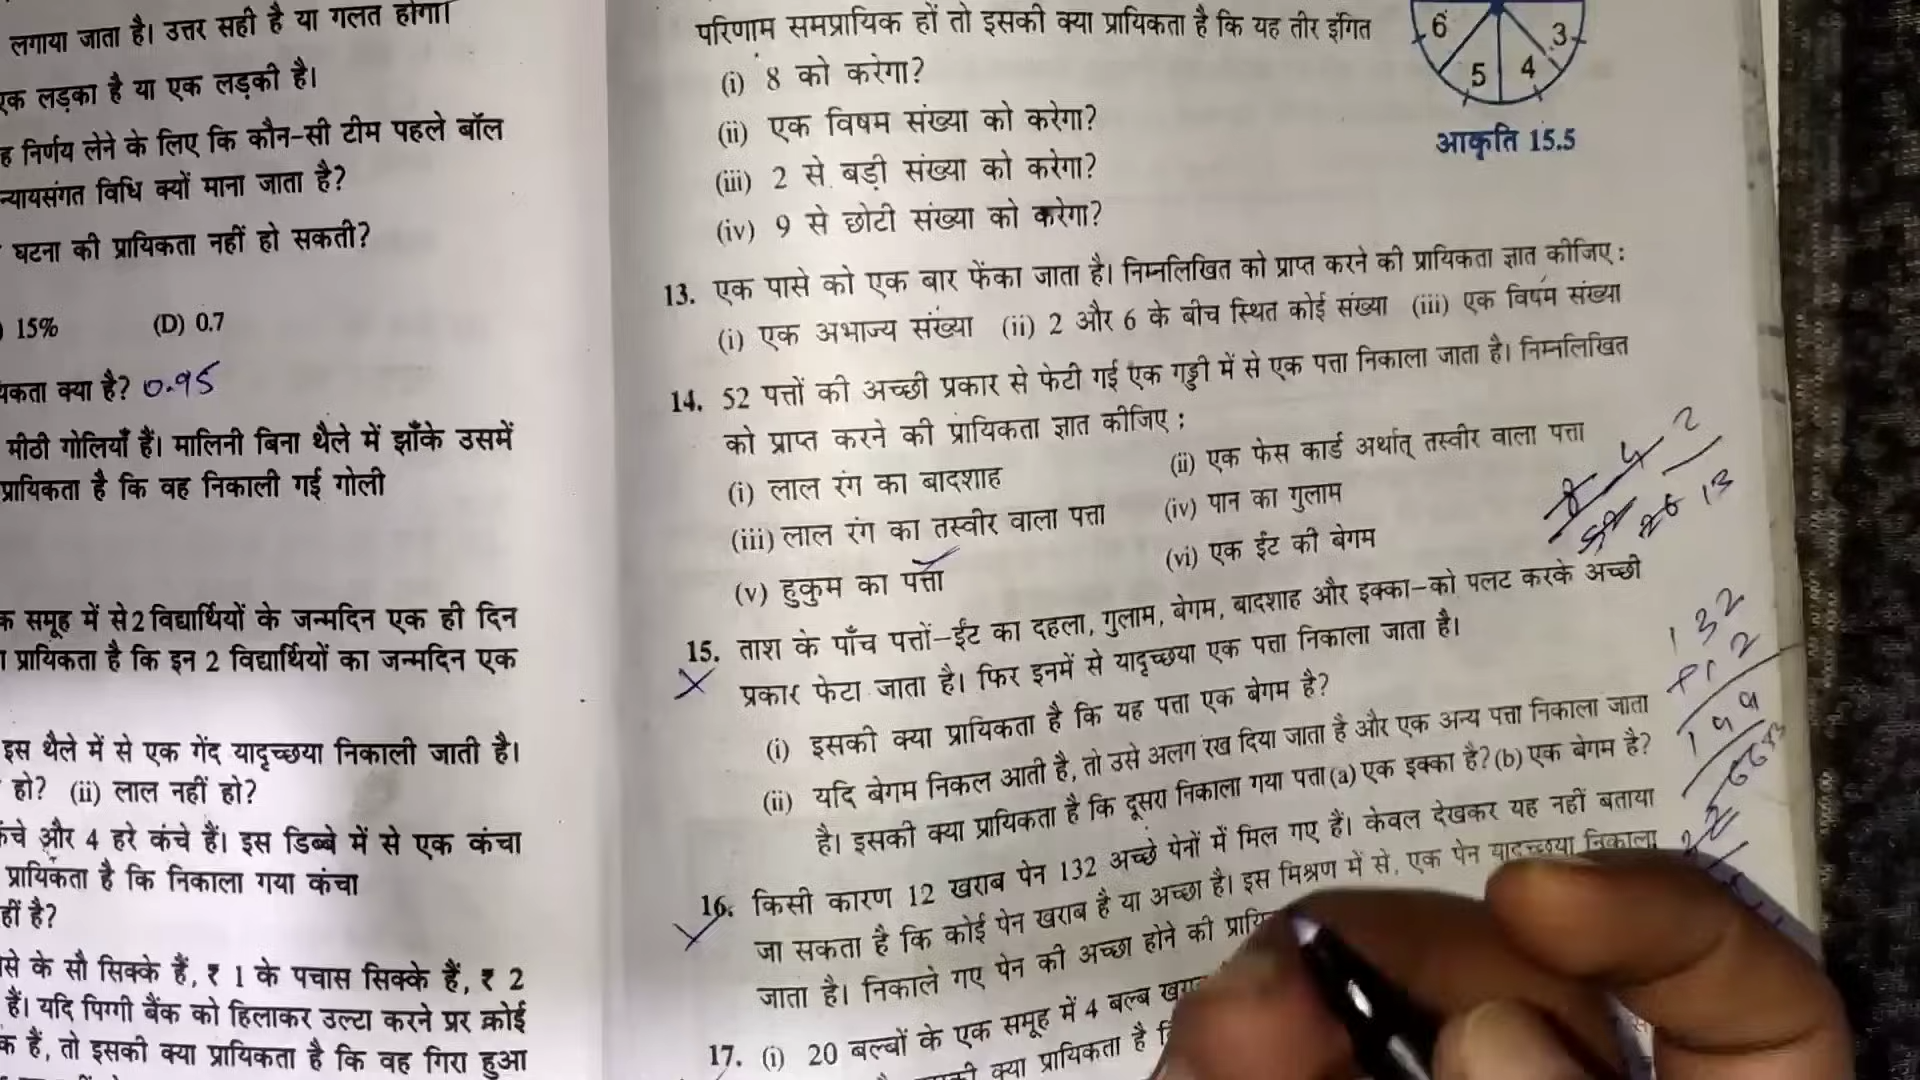 लगाया जाता है। उत्तर सही है या गलत होगा।
एक लड़का है या एक लड़की है।
निर्णय लेने के लिए कि कौन-सी टीम पहले बॉल
न्यायसंगत विधि क्यों माना जाता है?
घटना की प्रायिकता नहीं हो सकती?
15% (D) 0.7
क्या है? 0.95
मीठी गोलियाँ हैं। मालिनी बिना थैले में झाँके उसमें
प्रायिकता है कि वह निकाली गई गोली
समूह में से 2 विद्यार्थियों के जन्मदिन एक ही दिन
प्रायिकता है कि इन 2 विद्यार्थियों का जन्मदिन एक
इस थैले में से एक गेंद यादृच्छया निकाली जाती है।
हो? (ii) लाल नहीं हो?
और 4 हरे कंचे हैं। इस डिब्बे में से एक कंचा
प्रायिकता है कि निकाला गया कंचा
है?
के सौ सिक्के हैं, ₹ 1 के पचास सिक्के हैं, ₹ 2
हैं। यदि पिग्गी बैंक को हिलाकर उल्टा करने प्रर कोई
हैं, तो इसकी क्या प्रायिकता है कि वह गिरा हुआ
परिणाम समप्रायिक हों तो इसकी क्या प्रायिकता है कि यह तीर इंगित
(i) 8 को करेगा?
(ii) एक विषम संख्या को करेगा?
(iii) 2 से बड़ी संख्या को करेगा?
(iv) 9 से छोटी संख्या को करेगा?
6 3
5 4
आकृति 15.5
13. एक पासे को एक बार फेंका जाता है। निम्नलिखित को प्राप्त करने की प्रायिकता ज्ञात कीजिए :
(i) एक अभाज्य संख्या (ii) 2 और 6 के बीच स्थित कोई संख्या (iii) एक विषम संख्या
14. 52 पत्तों की अच्छी प्रकार से फेटी गई एक गड्डी में से एक पत्ता निकाला जाता है। निम्नलिखित
को प्राप्त करने की प्रायिकता ज्ञात कीजिए :
(i) लाल रंग का बादशाह (ii) एक फेस कार्ड अर्थात् तस्वीर वाला पत्ता
(iii) लाल रंग का तस्वीर वाला पत्ता (iv) पान का गुलाम
(v) हुकुम का पत्ता (vi) एक ईंट की बेगम
15. ताश के पाँच पत्तों–ईंट का दहला, गुलाम, बेगम, बादशाह और इक्का–को पलट करके अच्छी
प्रकार फेटा जाता है। फिर इनमें से यादृच्छया एक पत्ता निकाला जाता है।
(i) इसकी क्या प्रायिकता है कि यह पत्ता एक बेगम है?
(ii) यदि बेगम निकल आती है, तो उसे अलग रख दिया जाता है और एक अन्य पत्ता निकाला जाता
है। इसकी क्या प्रायिकता है कि दूसरा निकाला गया पता (a) एक इक्का है? (b) एक बेगम है?
16. किसी कारण 12 खराब पेन 132 अच्छे पेनों में मिल गए हैं। केवल देखकर यह नहीं बताया
जा सकता है कि कोई पेन खराब है या अच्छा है। इस मिश्रण में से, एक पेन यादृच्छया निकाला
जाता है। निकाले गए पेन की अच्छा होने की
17. (i) 20 बल्बों के एक समूह में 4 बल्ब
क्या प्रायिकता है
132